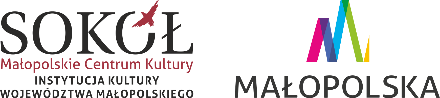 SOKÓŁ
Małopolskie Centrum Kultury
INSTYTUCJA KULTURY
WOJEWÓDZTWA MAŁOPOLSKIEGO
MAŁOPOLSKA